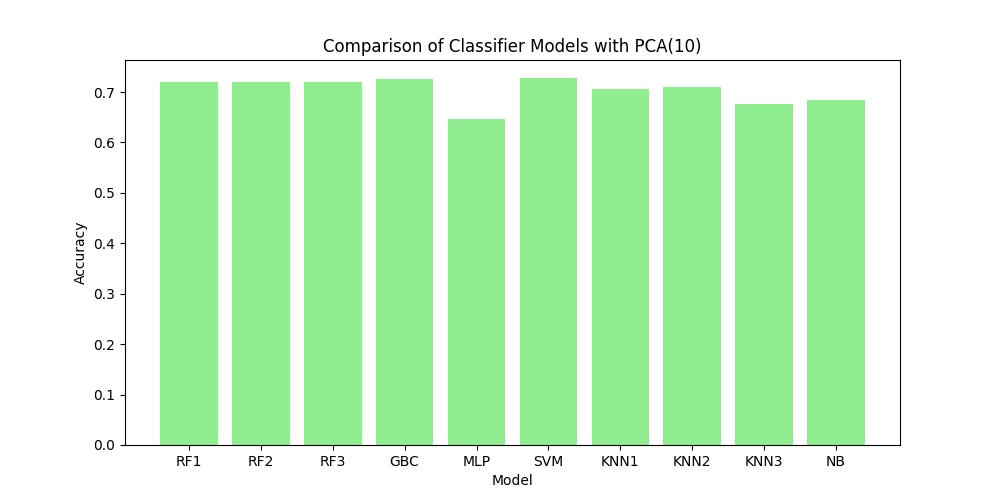 Comparison of Classifier Models with PCA(10)
0.7
0.6
0.5
0.4
0.3
0.2
0.1
0.0
Accuracy
RF1 RF2 RF3 GBC MLP SVM KNN1 KNN2 KNN3 NB
Model